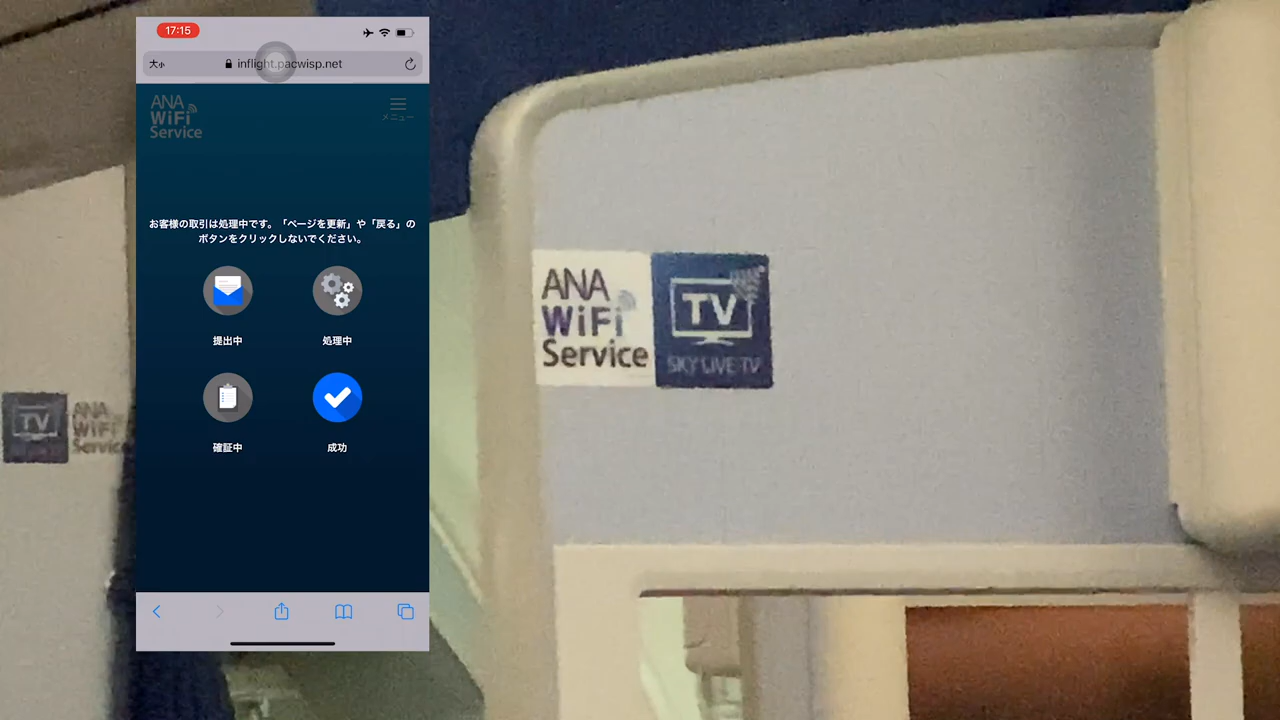 17:15
大小
inflight.pacwisp.net
ANA
WiFi
Service
メニュー
お客様の取引は処理中です。「ページを更新」や「戻る」の
ボタンをクリックしないでください。
提出中
処理中
確証中
成功
ANA
WiFi
Service
TV
SKY LIVE TV
TV
ANA
WiFi
Service